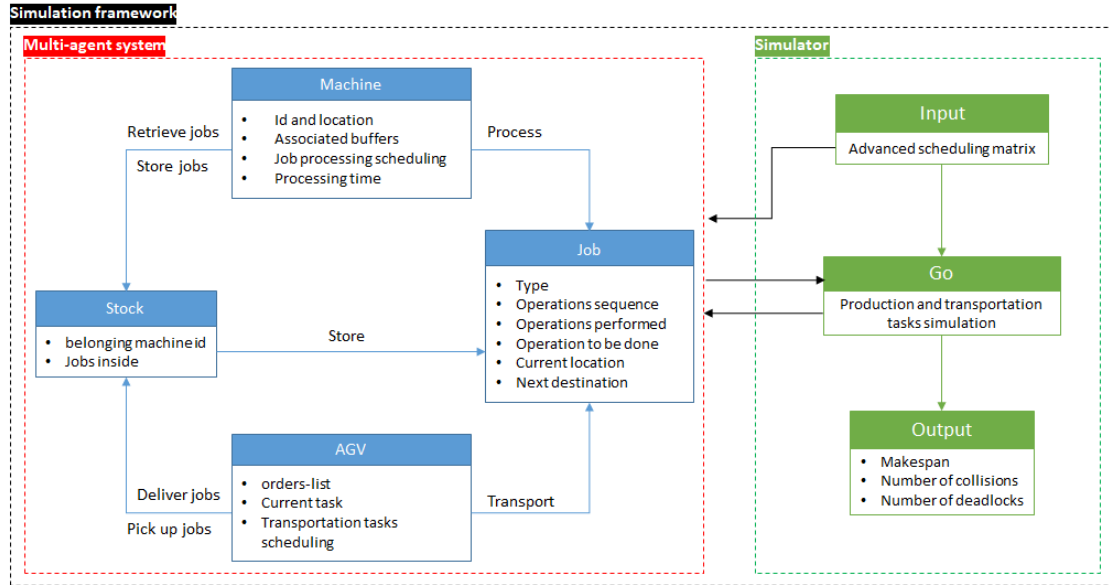 Simulation framework
Multi-agent system
Simulator
Machine
Id and location
Associated buffers
Job processing scheduling
Processing time
Retrieve jobs
Store jobs
Process
Input
Advanced scheduling matrix
Job
Type
Operations sequence
Operations performed
Operation to be done
Current location
Next destination
Go
Production and transportation
tasks simulation
Stock
belonging machine id
Jobs inside
Store
AGV
orders-list
Current task
Transportation tasks
scheduling
Deliver jobs
Pick up jobs
Transport
Output
Makespan
Number of collisions
Number of deadlocks